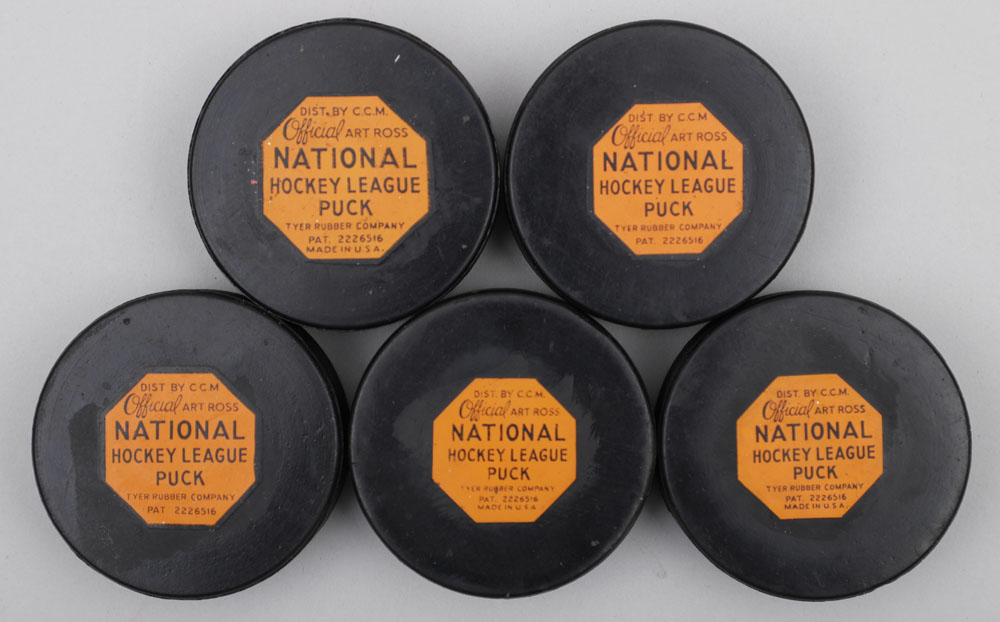 DIST. BY C.C.M.
Official ART ROSS
NATIONAL
HOCKEY LEAGUE
PUCK
TYER RUBBER COMPANY
PAT. 2226516
MADE IN U.S.A.
DIST. BY C.C.M
Official ART ROSS
NATIONAL
HOCKEY LEAGUE
PUCK
TYER RUBBER COMPANY
PAT. 2226516
DIST BY C.C.M
Official ART ROSS
NATIONAL
HOCKEY LEAGUE
PUCK
TYER RUBBER COMPANY
PAT 2226516
DIST. BY C.C.M.
Official ART ROSS
NATIONAL
HOCKEY LEAGUE
PUCK
TYER RUBBER COMPANY
PAT. 2226516
MADE IN U.S.A
DIST. BY C.C.M.
Official ART ROSS
NATIONAL
HOCKEY LEAGUE
PUCK
TYER RUBBER COMPANY
PAT 2226516
MADE IN U.S.A.